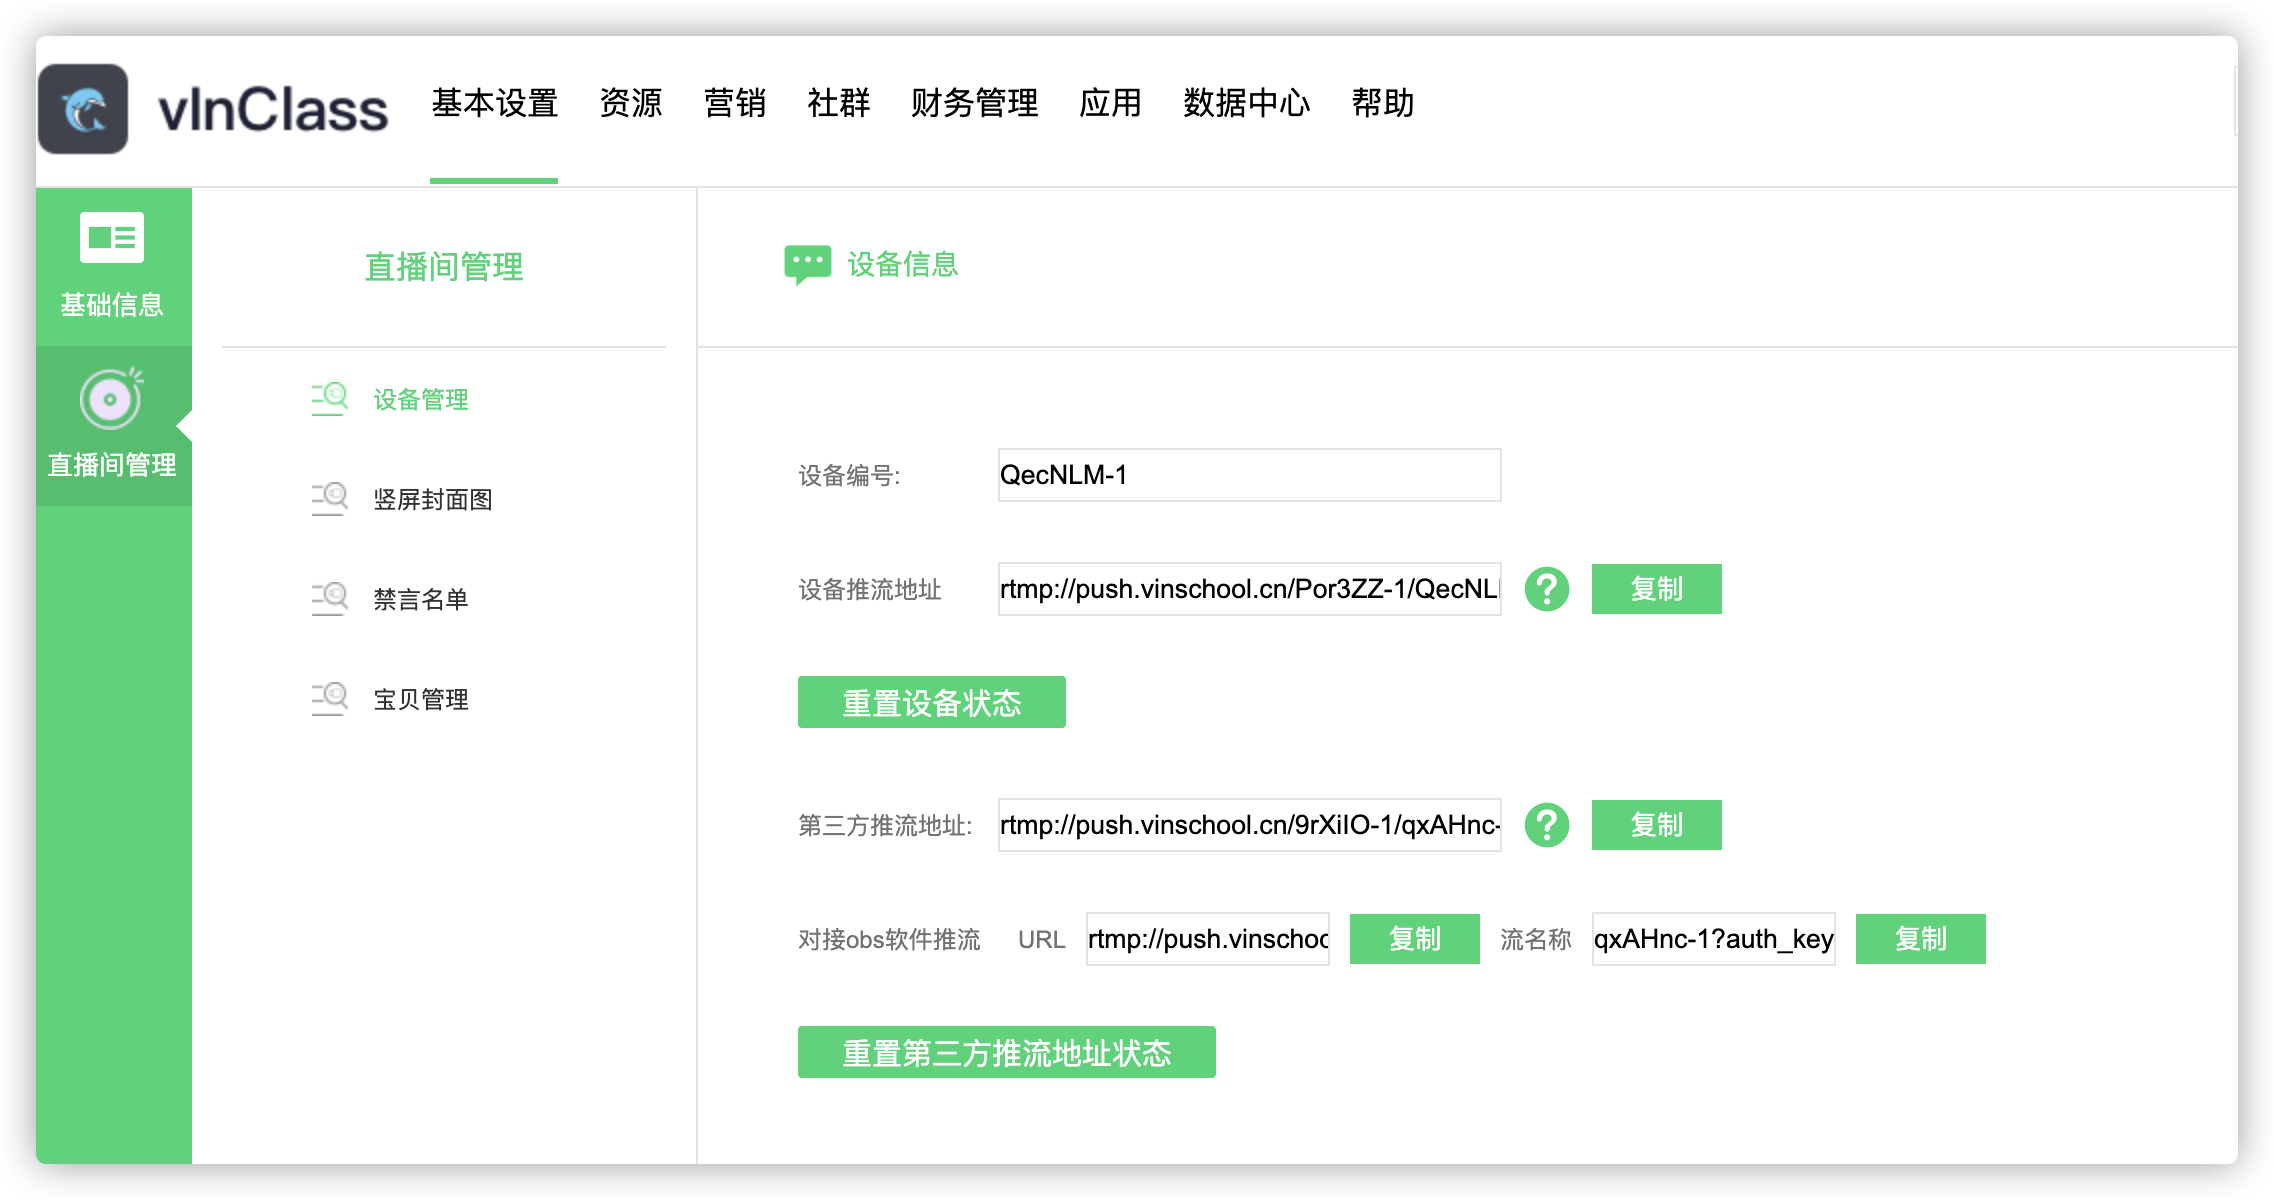 vInClass
基本设置 资源 营销 社群 财务管理 应用 数据中心 帮助
基础信息
直播间管理
直播间管理
设备管理
竖屏封面图
禁言名单
宝贝管理
设备信息
设备编号: QecNLM-1
设备推流地址 rtmp://push.vinschool.cn/Por3ZZ-1/QecNL ? 复制
重置设备状态
第三方推流地址: rtmp://push.vinschool.cn/9rXiIO-1/qxAHnc- ? 复制
对接obs软件推流 URL rtmp://push.vinschoo 复制 流名称 qxAHnc-1?auth_key 复制
重置第三方推流地址状态